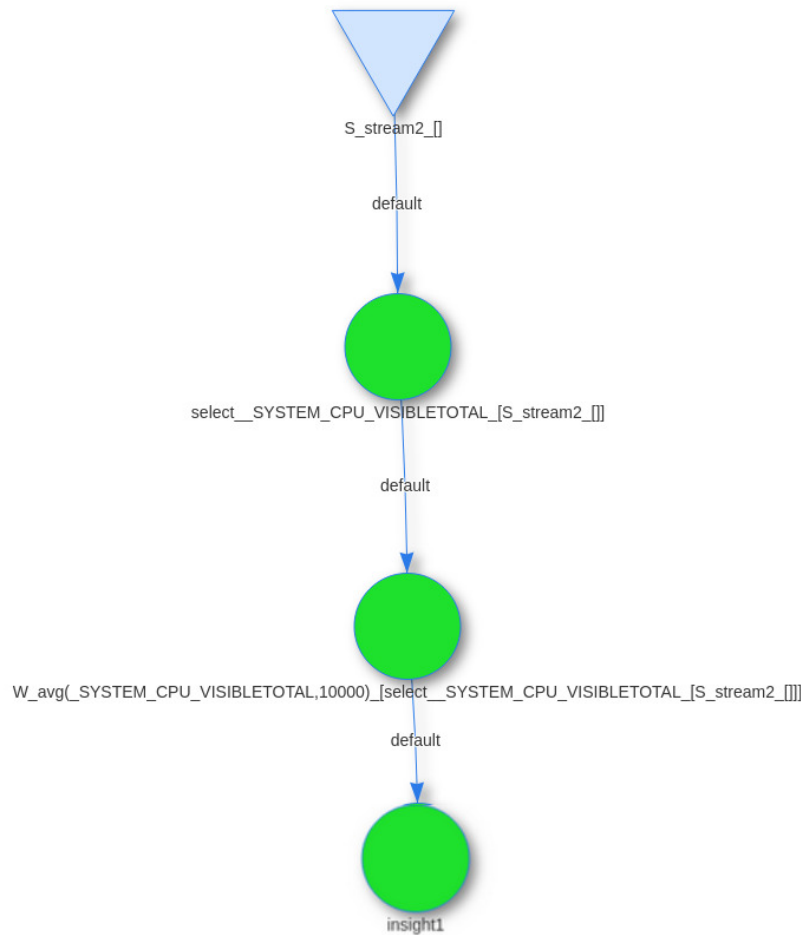 S_stream2_[]
default
select__SYSTEM_CPU_VISIBLETOTAL_[S_stream2_[]]
default
W_avg(_SYSTEM_CPU_VISIBLETOTAL,10000)_[select__SYSTEM_CPU_VISIBLETOTAL_[S_stream2_[]]]
default
insight1